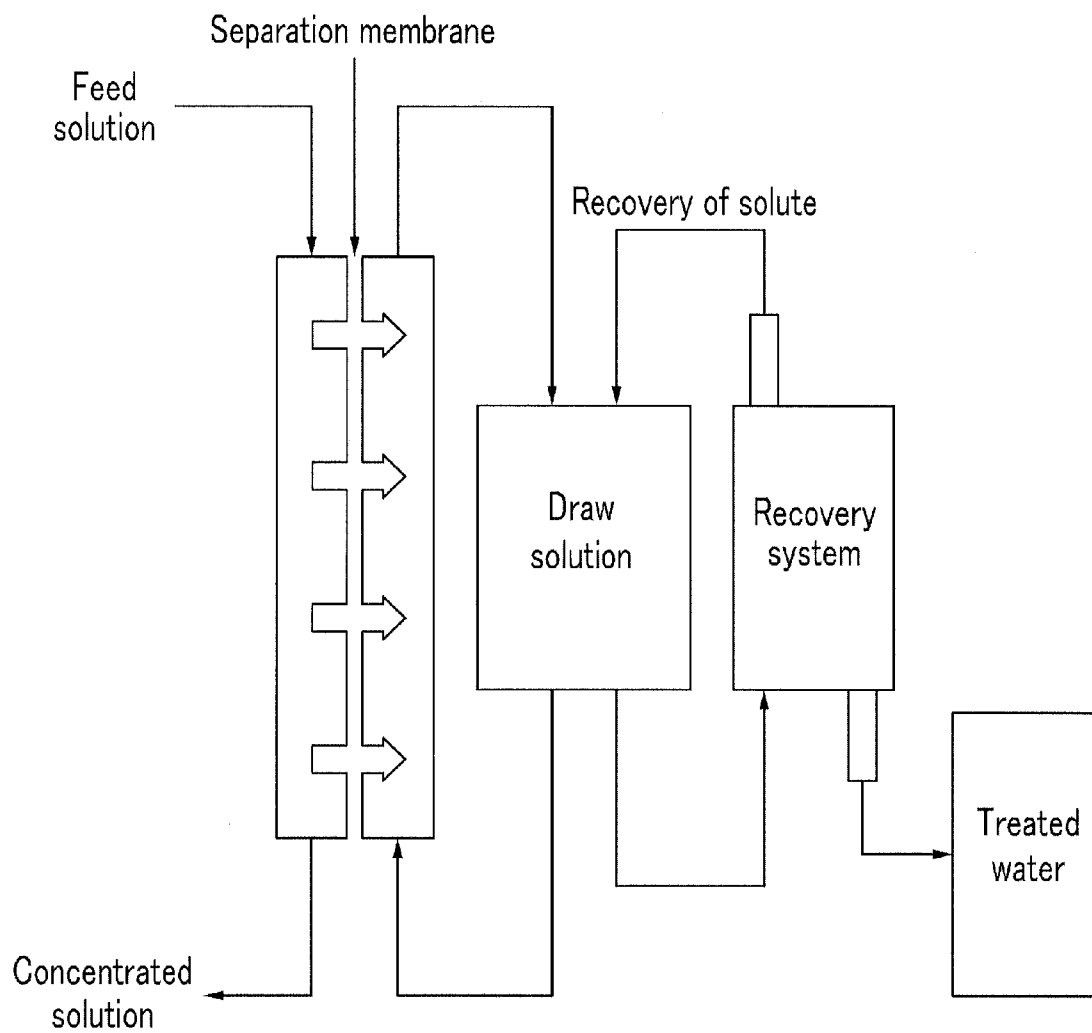 Separation membrane
Feed
solution
Recovery of solute
Draw
solution
Recovery
system
Treated
water
Concentrated
solution